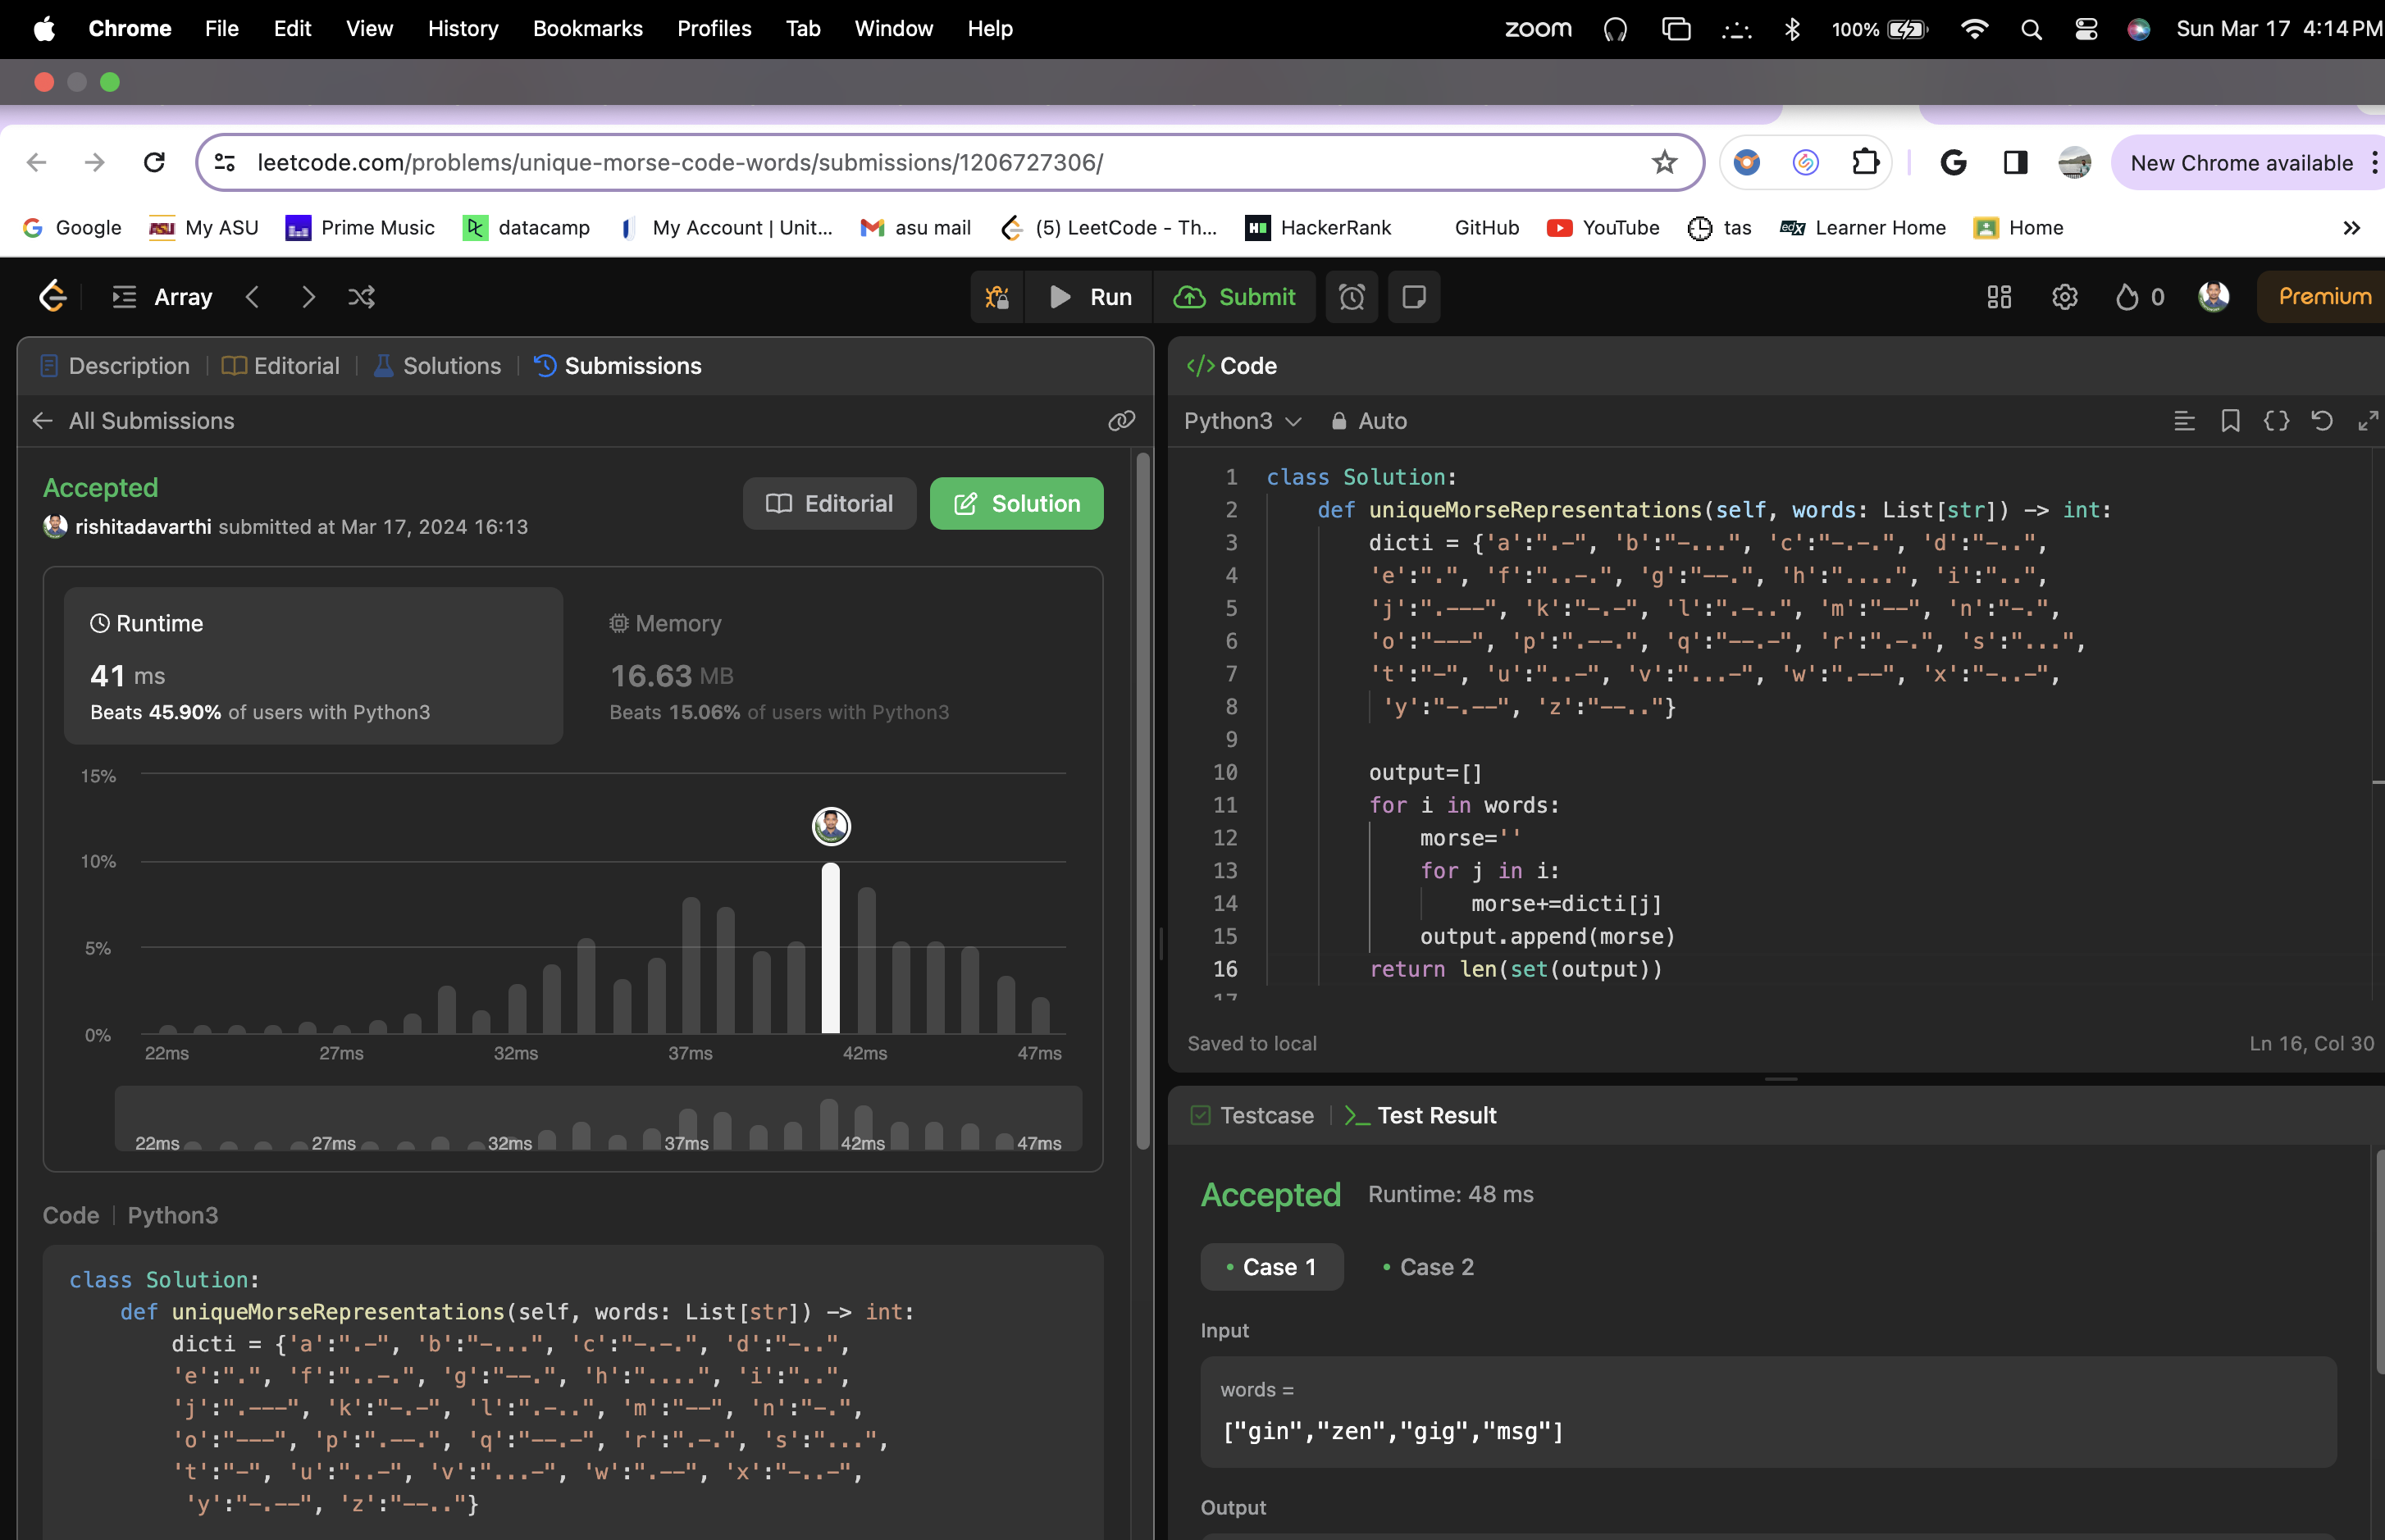 Chrome File Edit View History Bookmarks Profiles Tab Window Help zoom 100% Sun Mar 17 4:14PM
leetcode.com/problems/unique-morse-code-words/submissions/1206727306/ New Chrome available
Google My ASU Prime Music datacamp My Account | Unit... asu mail (5) LeetCode - Th... HackerRank GitHub YouTube tas Learner Home Home
Array Run Submit 0 Premium
Description Editorial Solutions Submissions
All Submissions
Accepted
rishitadavarthi submitted at Mar 17, 2024 16:13
Editorial Solution
Runtime
41 ms
Beats 45.90% of users with Python3
Memory
16.63 MB
Beats 15.06% of users with Python3
15%
10%
5%
0%
22ms 27ms 32ms 37ms 42ms 47ms
22ms 27ms 32ms 37ms 42ms 47ms
Code | Python3
class Solution:
def uniqueMorseRepresentations(self, words: List[str]) -> int:
dicti = {'a':".-", 'b':"-...", 'c':"-.-.", 'd':"-..",
'e':".", 'f':"..-.", 'g':"--.", 'h':"....", 'i':"..",
'j':".---", 'k':"-.-", 'l':".-..", 'm':"--", 'n':"-.",
'o':"---", 'p':".--.", 'q':"--.-", 'r':".-.", 's':"...",
't':"-", 'u':"..-", 'v':"...-", 'w':".--", 'x':"-..-",
'y':"-.--", 'z':"--.."}
</> Code
Python3 Auto
1 class Solution:
2 def uniqueMorseRepresentations(self, words: List[str]) -> int:
3 dicti = {'a':".-", 'b':"-...", 'c':"-.-.", 'd':"-..",
4 'e':".", 'f':"..-.", 'g':"--.", 'h':"....", 'i':"..",
5 'j':".---", 'k':"-.-", 'l':".-..", 'm':"--", 'n':"-.",
6 'o':"---", 'p':".--.", 'q':"--.-", 'r':".-.", 's':"...",
7 't':"-", 'u':"..-", 'v':"...-", 'w':".--", 'x':"-..-",
8 'y':"-.--", 'z':"--.."}
9
10 output=[]
11 for i in words:
12 morse=''
13 for j in i:
14 morse+=dicti[j]
15 output.append(morse)
16 return len(set(output))
17
Saved to local Ln 16, Col 30
Testcase Test Result
Accepted Runtime: 48 ms
Case 1 Case 2
Input
words =
["gin","zen","gig","msg"]
Output